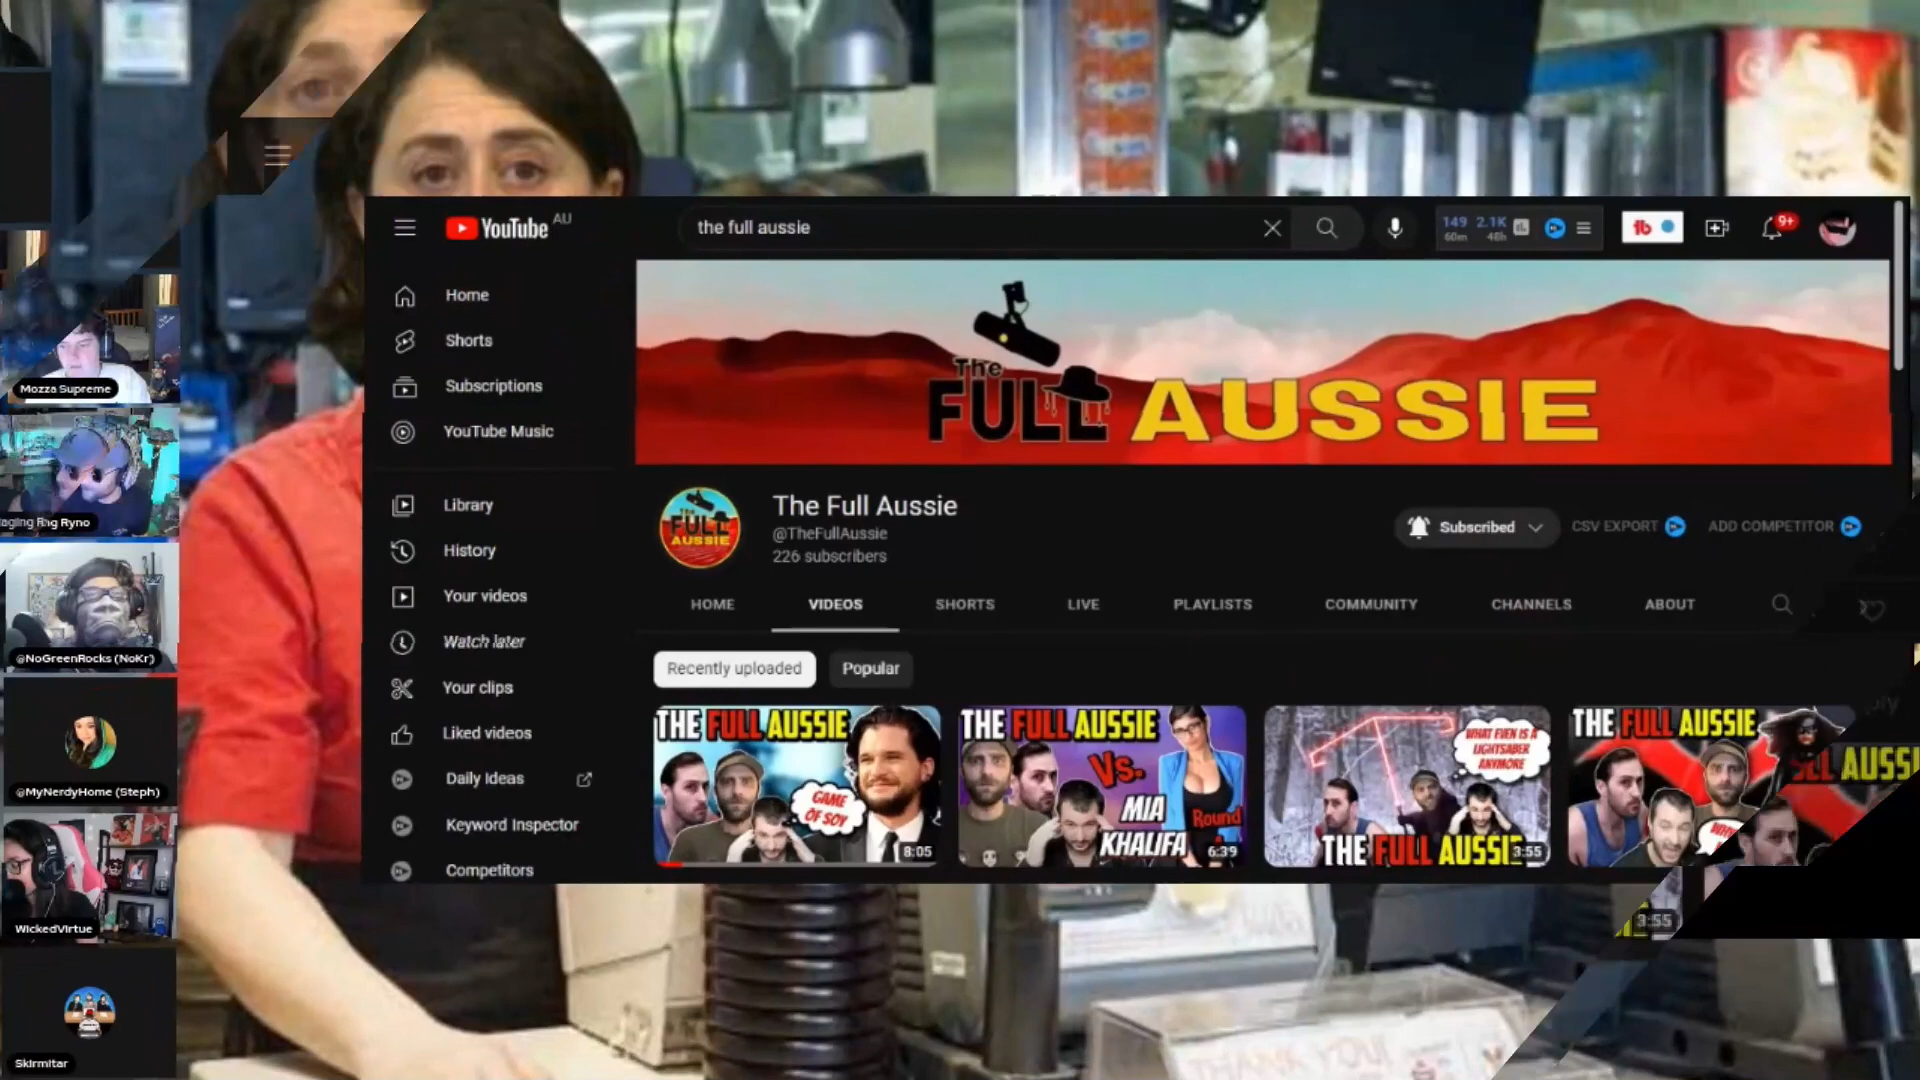 YouTube AU
the full aussie
149 2.1K
60m 48h
9+
Home
Shorts
Subscriptions
YouTube Music
Library
History
Your videos
Watch later
Your clips
Liked videos
Daily Ideas
Keyword Inspector
Competitors
The
FULL AUSSIE
The Full Aussie
@TheFullAussie
226 subscribers
Subscribed
CSV EXPORT
ADD COMPETITOR
HOME
VIDEOS
SHORTS
LIVE
PLAYLISTS
COMMUNITY
CHANNELS
ABOUT
Recently uploaded
Popular
THE FULL AUSSIE
GAME
OF SOY
8:05
THE FULL AUSSIE
Vs.
MIA
KHALIFA
Round
6:39
WHAT EVEN IS A
LIGHTSABER
ANYMORE
THE FULL AUSSIE
3:55
THE FULL AUSSIE
3:55
Mozza Supreme
Ryno
@NoGreenRocks (NoKr)
@MyNerdyHome (Steph)
WickedVirtue
Skirmitar
THANK YOU!